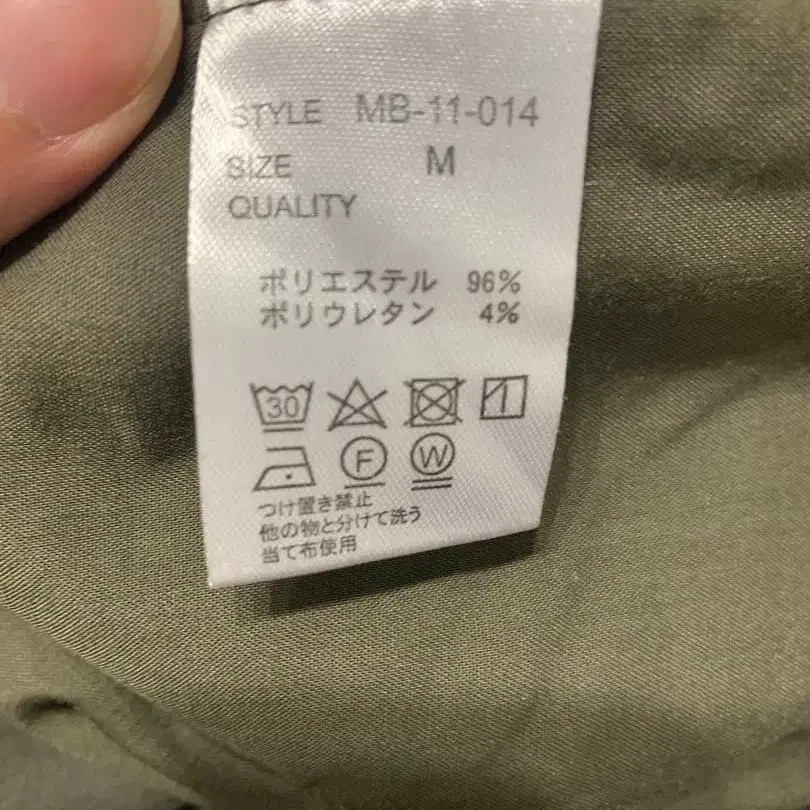 STYLE MB-11-014
SIZE M
QUALITY
ポリエステル 96%
ポリウレタン 4%
30
F W
つけ置き禁止
他の物と分けて洗う
当て布使用